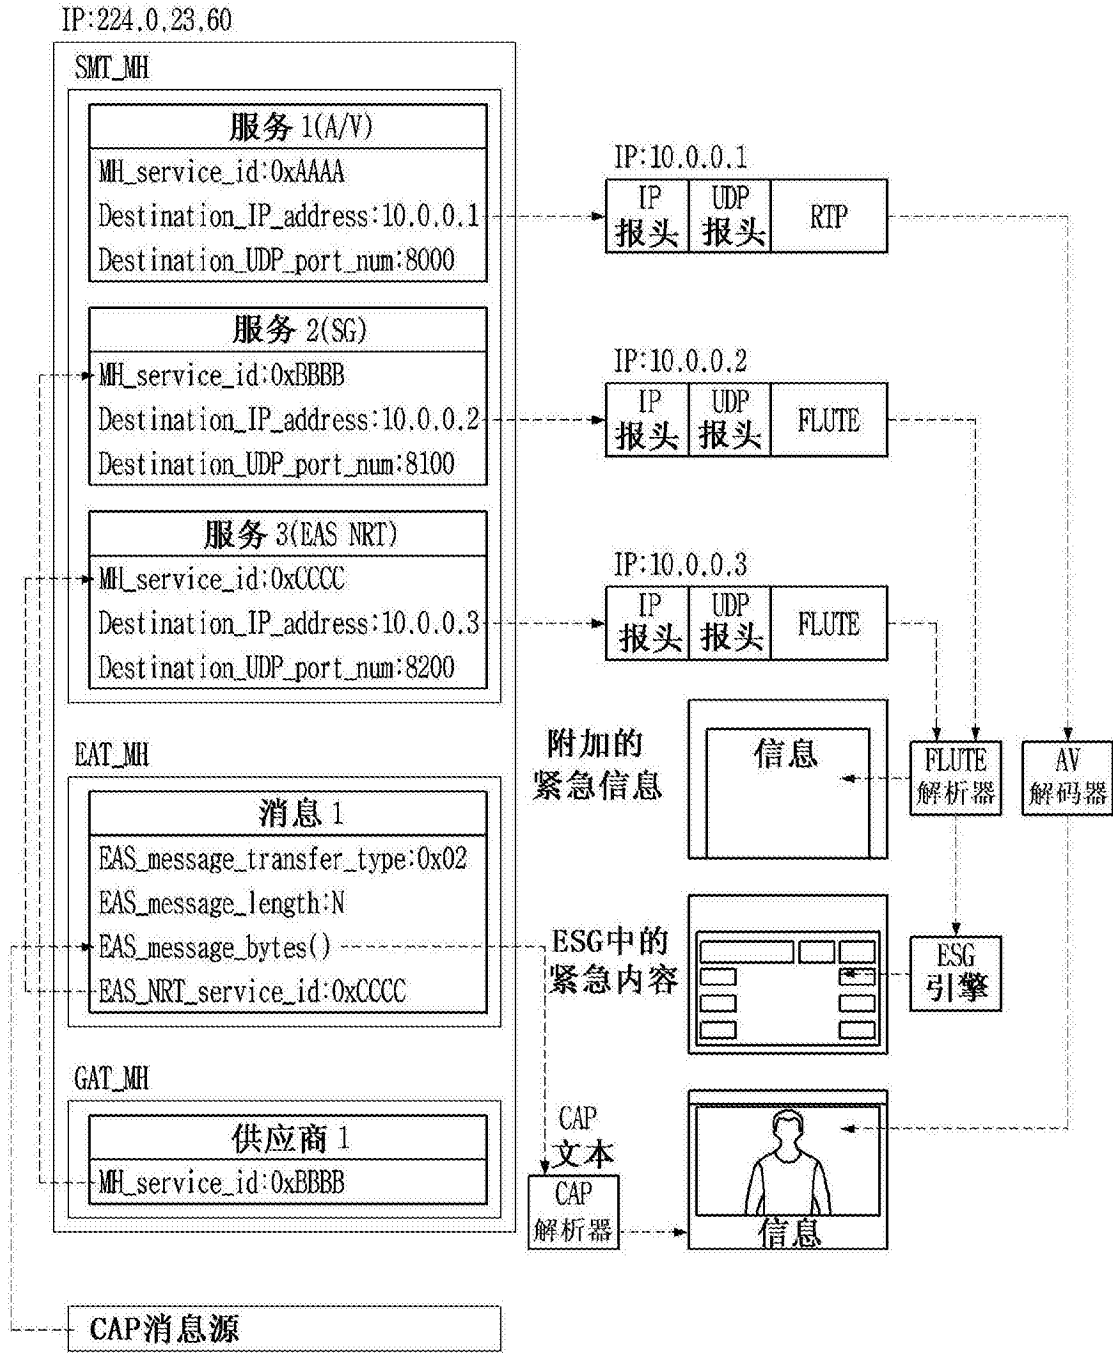 IP:224.0.23.60
SMT_MH
服务 1(A/V)
MH_service_id:0xAAAA
Destination_IP_address:10.0.0.1
Destination_UDP_port_num:8000
服务 2(SG)
MH_service_id:0xBBBB
Destination_IP_address:10.0.0.2
Destination_UDP_port_num:8100
服务 3(EAS NRT)
MH_service_id:0xCCCC
Destination_IP_address:10.0.0.3
Destination_UDP_port_num:8200
EAT_MH
消息 1
EAS_message_transfer_type:0x02
EAS_message_length:N
EAS_message_bytes()
EAS_NRT_service_id:0xCCCC
GAT_MH
供应商 1
MH_service_id:0xBBBB
CAP消息源
IP:10.0.0.1
IP
报头
UDP
报头
RTP
IP:10.0.0.2
IP
报头
UDP
报头
FLUTE
IP:10.0.0.3
IP
报头
UDP
报头
FLUTE
附加的
紧急信息
信息
FLUTE
解析器
AV
解码器
ESG中的
紧急内容
ESG
引擎
CAP
文本
CAP
解析器
信息